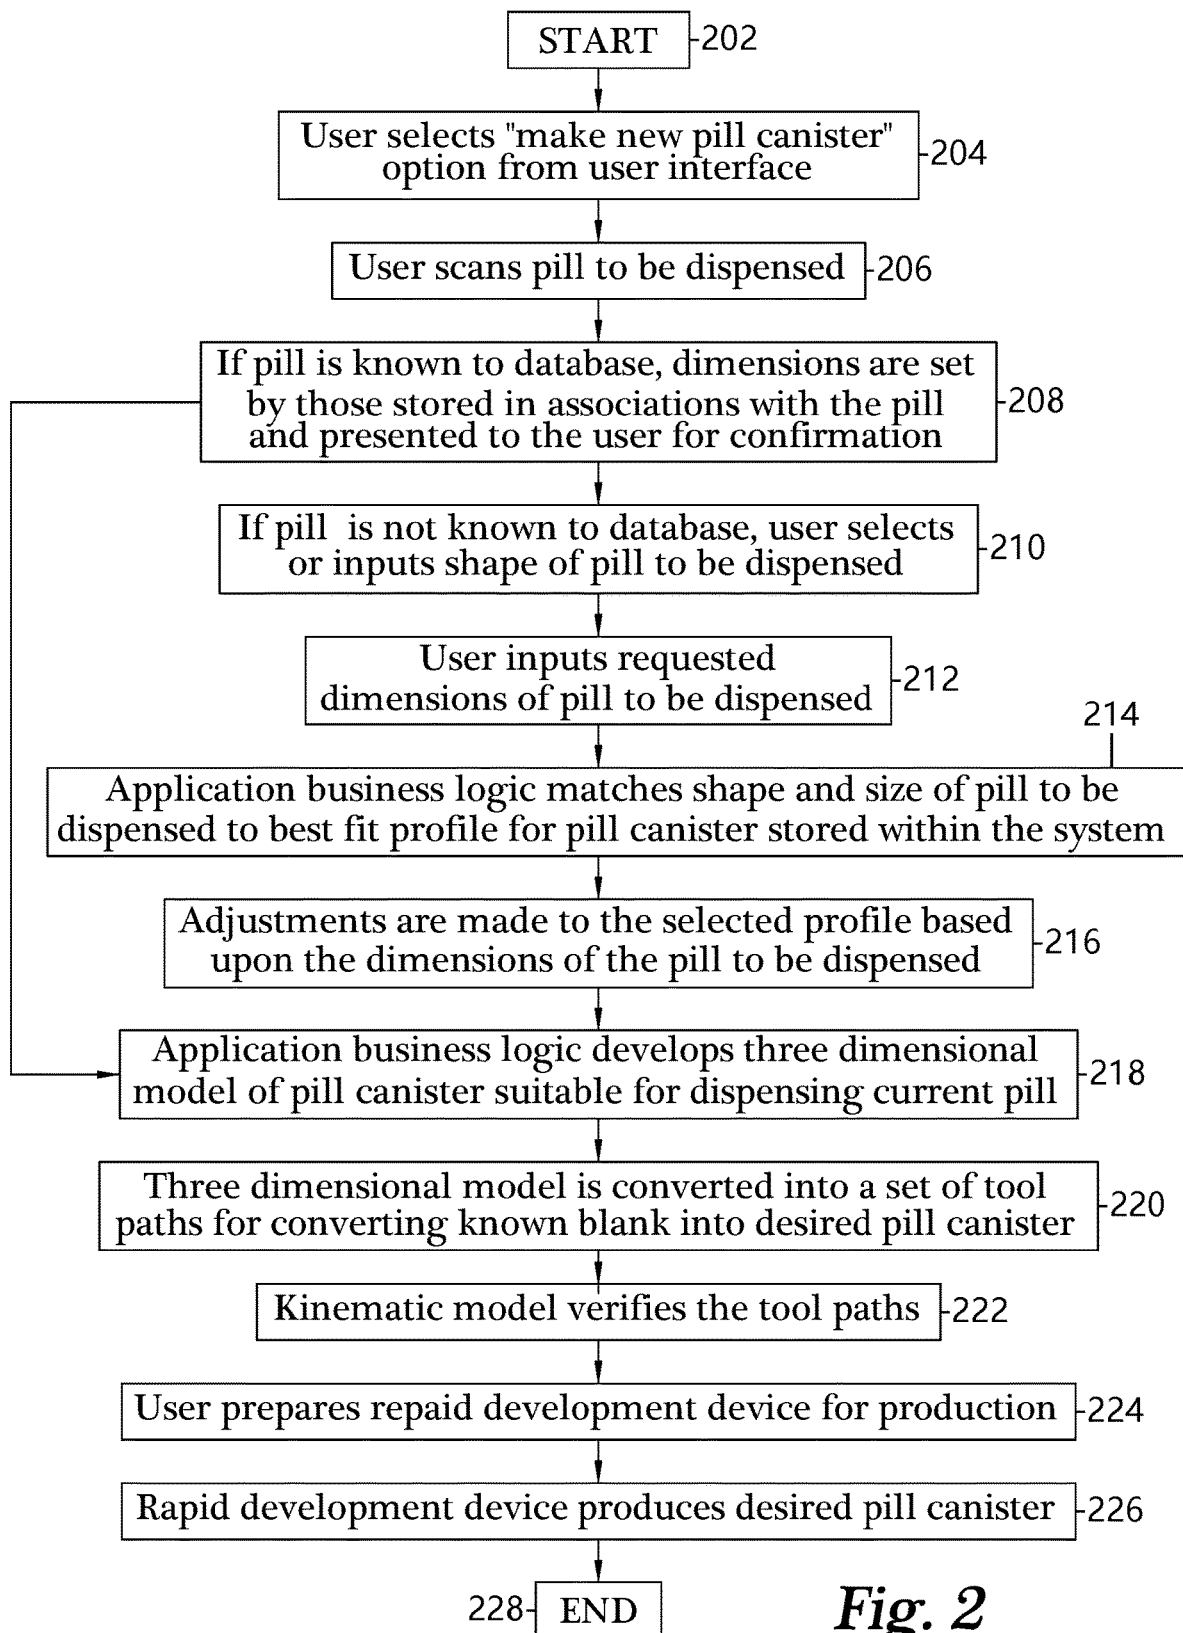 START
202
User selects "make new pill canister"
option from user interface
204
User scans pill to be dispensed
206
If pill is known to database, dimensions are set
by those stored in associations with the pill
and presented to the user for confirmation
208
If pill is not known to database, user selects
or inputs shape of pill to be dispensed
210
User inputs requested
dimensions of pill to be dispensed
212
214
Application business logic matches shape and size of pill to be
dispensed to best fit profile for pill canister stored within the system
Adjustments are made to the selected profile based
upon the dimensions of the pill to be dispensed
216
Application business logic develops three dimensional
model of pill canister suitable for dispensing current pill
218
Three dimensional model is converted into a set of tool
paths for converting known blank into desired pill canister
220
Kinematic model verifies the tool paths
222
User prepares repaid development device for production
224
Rapid development device produces desired pill canister
226
228
END
Fig. 2